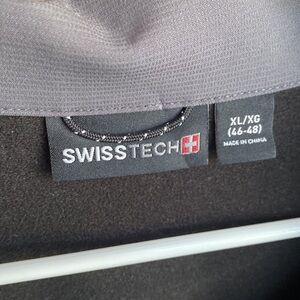 SWISSTECH
XL/XG
(46-48)
MADE IN CHINA